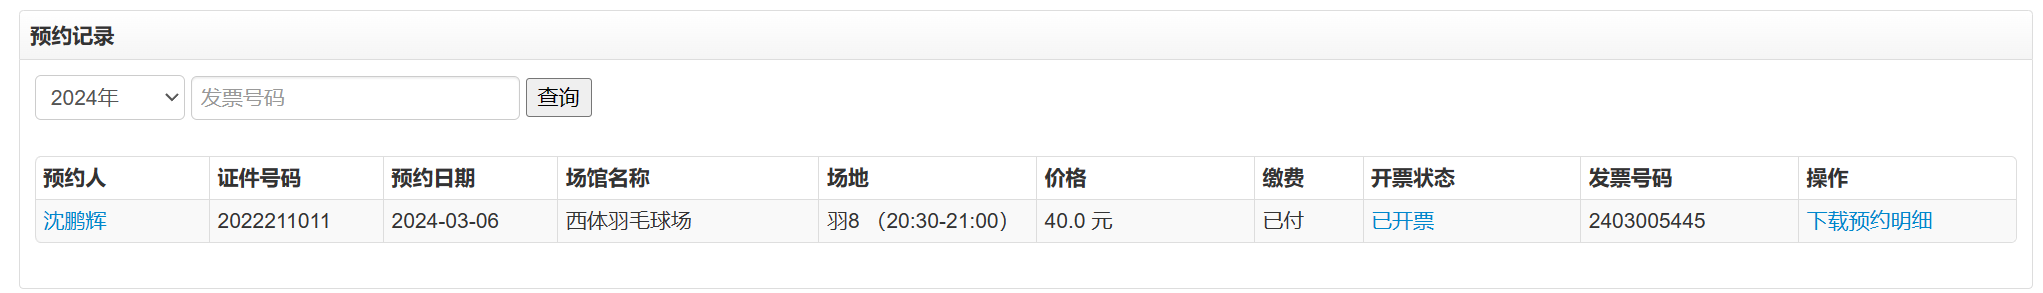 预约记录
2024年 发票号码 查询
预约人 证件号码 预约日期 场馆名称 场地 价格 缴费 开票状态 发票号码 操作
沈鹏辉 2022211011 2024-03-06 西体羽毛球场 羽8 （20:30-21:00） 40.0 元 已付 已开票 2403005445 下载预约明细